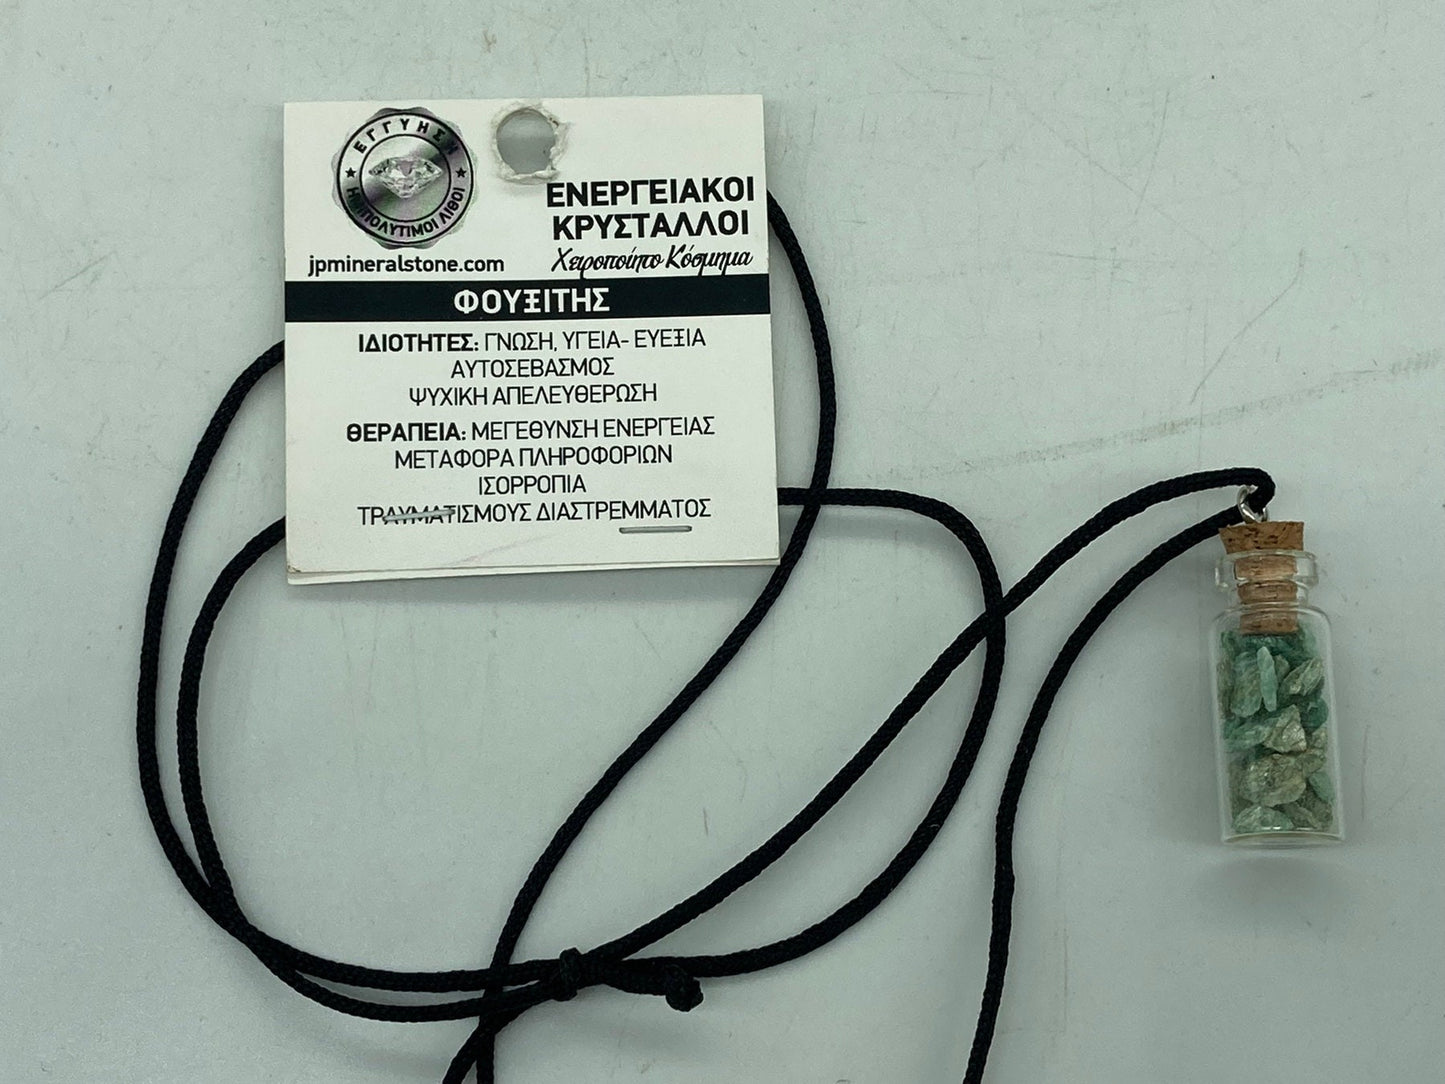 ΕΓΓΥΗΣΗ
ΗΜΙΠΟΛΥΤΙΜΟΙ ΛΙΘΟΙ
jpmineralstone.com
ΕΝΕΡΓΕΙΑΚΟΙ
ΚΡΥΣΤΑΛΛΟΙ
Χειροποίητο Κόσμημα
ΦΟΥΞΙΤΗΣ
ΙΔΙΟΤΗΤΕΣ: ΓΝΩΣΗ, ΥΓΕΙΑ- ΕΥΕΞΙΑ
ΑΥΤΟΣΕΒΑΣΜΟΣ
ΨΥΧΙΚΗ ΑΠΕΛΕΥΘΕΡΩΣΗ
ΘΕΡΑΠΕΙΑ: ΜΕΓΕΘΥΝΣΗ ΕΝΕΡΓΕΙΑΣ
ΜΕΤΑΦΟΡΑ ΠΛΗΡΟΦΟΡΙΩΝ
ΙΣΟΡΡΟΠΙΑ
ΤΡΑΥΜΑΤΙΣΜΟΥΣ ΔΙΑΣΤΡΕΜΜΑΤΟΣ